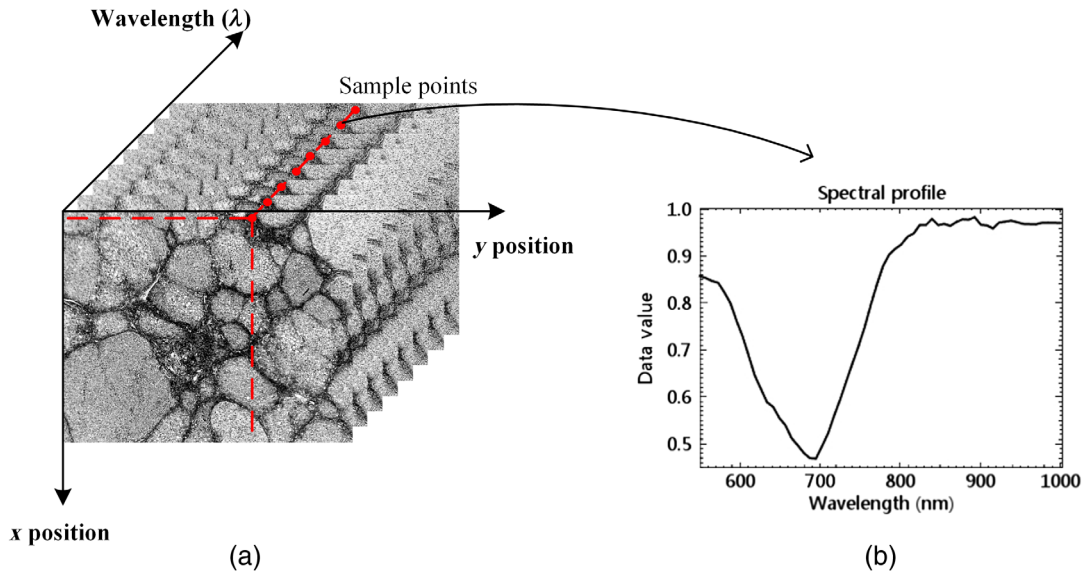 Wavelength (λ)
Sample points
y position
x position
(a)
Spectral profile
1.0
0.9
0.8
0.7
0.6
0.5
Data value
600 700 800 900 1000
Wavelength (nm)
(b)